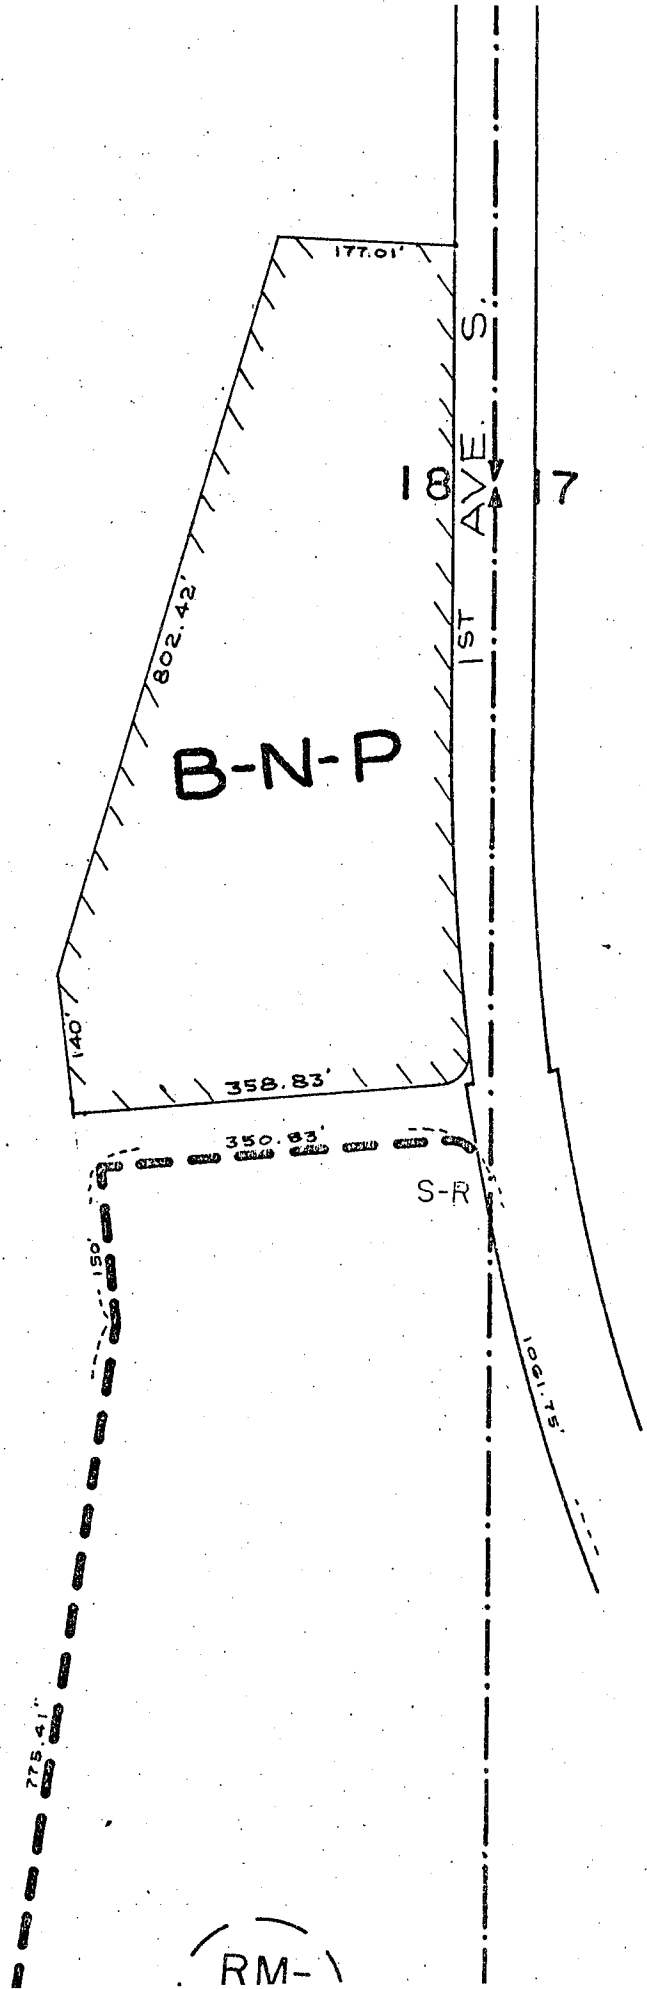 177.01'
1ST AVE. S.
18
17
802.42'
B-N-P
140'
358.83'
350.83'
S-R
150'
1061.75'
775.41"
RM-